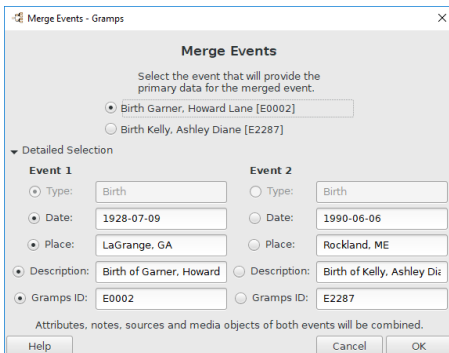 Merge Events - Gramps
Merge Events
Select the event that will provide the
primary data for the merged event.
Birth Garner, Howard Lane [E0002]
Birth Kelly, Ashley Diane [E2287]
Detailed Selection
Event 1 Event 2
Type: Birth Type: Birth
Date: 1928-07-09 Date: 1990-06-06
Place: LaGrange, GA Place: Rockland, ME
Description: Birth of Garner, Howard Description: Birth of Kelly, Ashley Dia
Gramps ID: E0002 Gramps ID: E2287
Attributes, notes, sources and media objects of both events will be combined.
Help Cancel OK